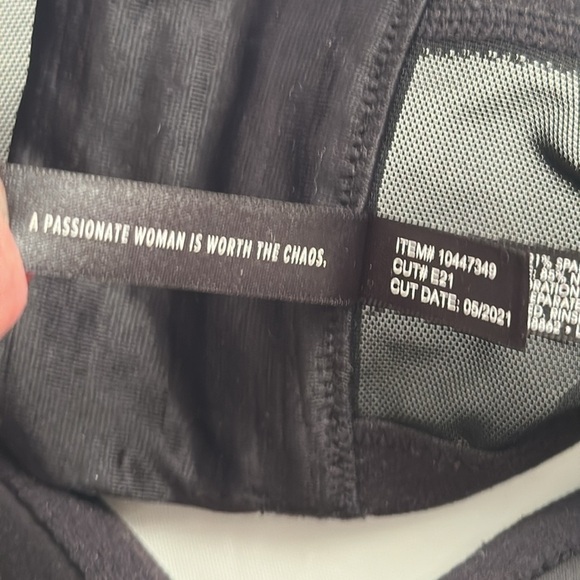 A PASSIONATE WOMAN IS WORTH THE CHAOS.
ITEM# 10447349
CUT# E21
CUT DATE: 05/2021